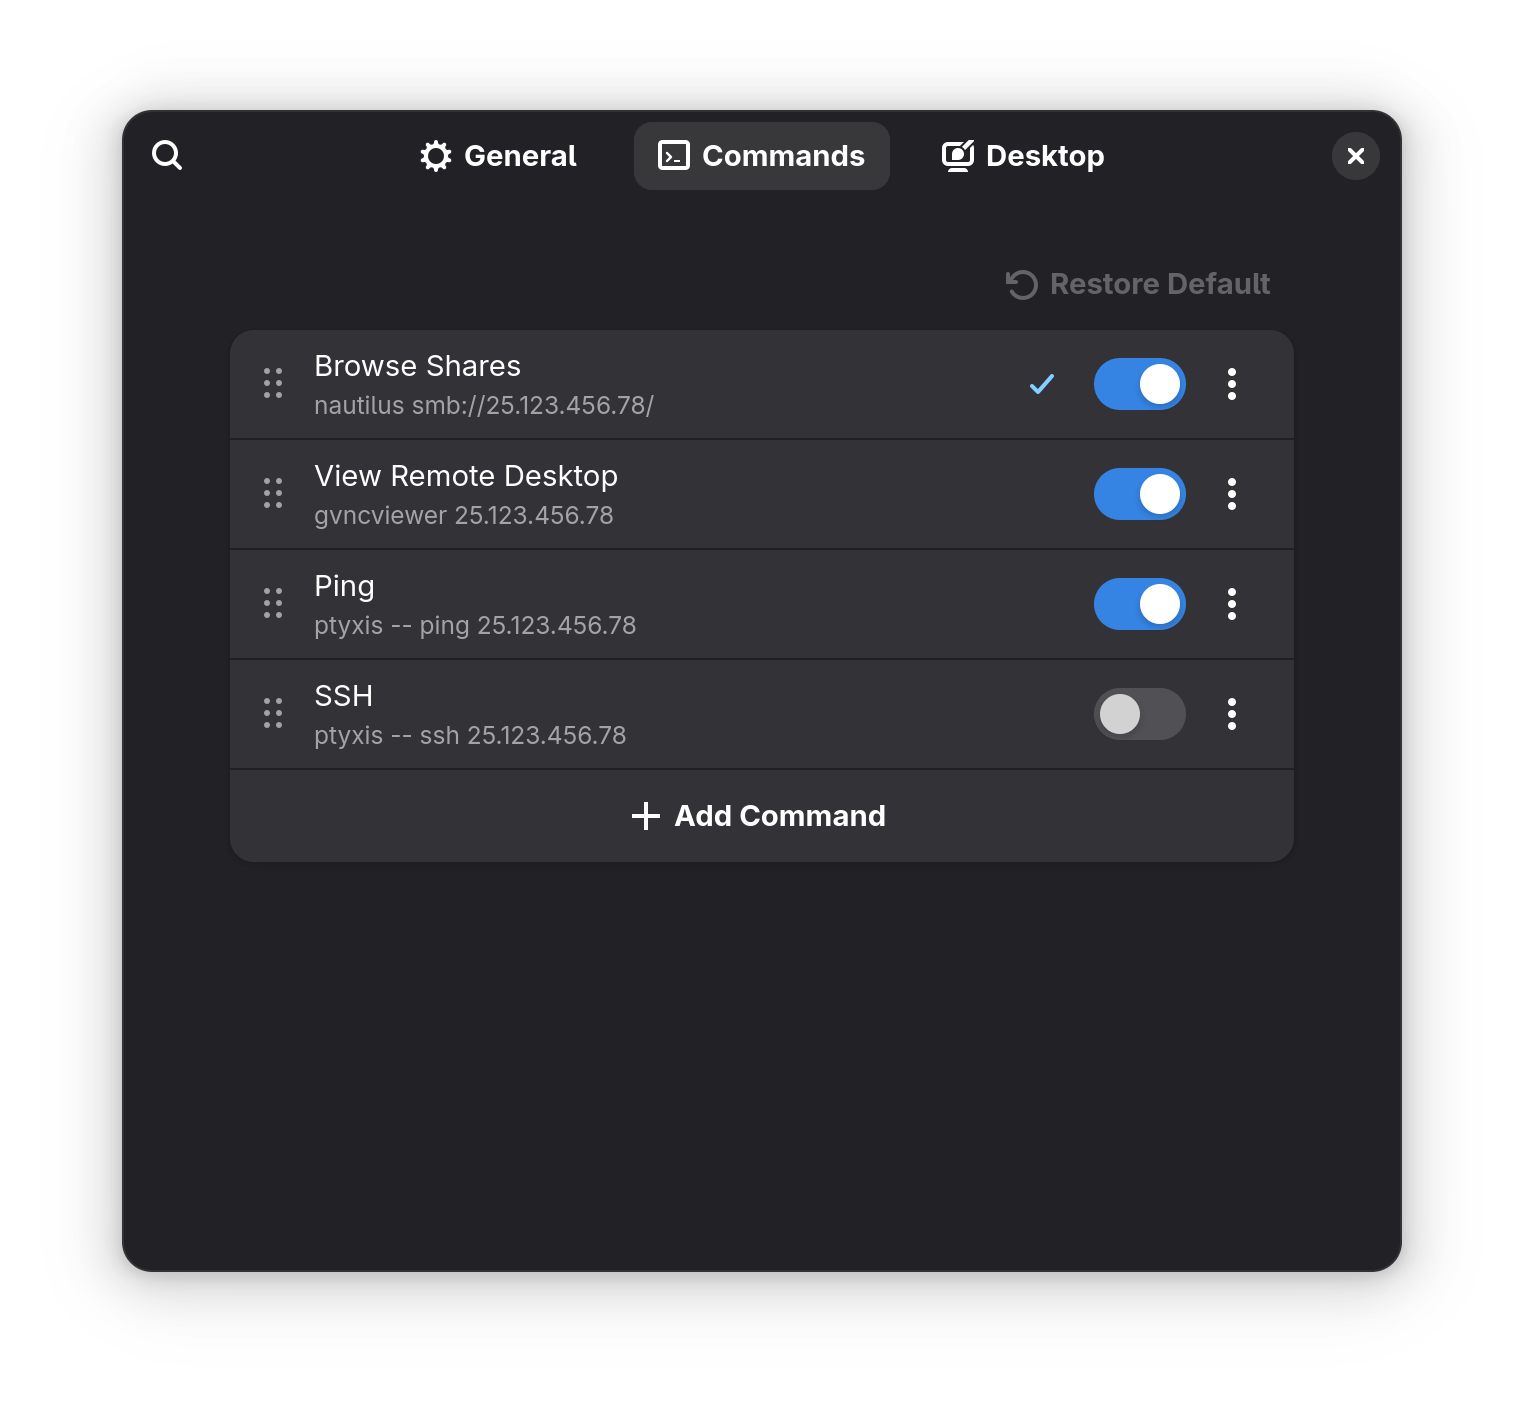 General
Commands
Desktop
Restore Default
Browse Shares
nautilus smb://25.123.456.78/
View Remote Desktop
gvncviewer 25.123.456.78
Ping
ptyxis -- ping 25.123.456.78
SSH
ptyxis -- ssh 25.123.456.78
Add Command